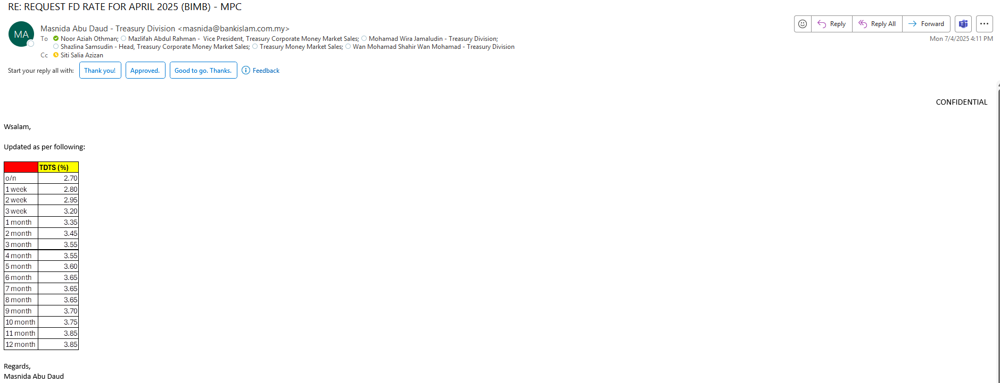 RE: REQUEST FD RATE FOR APRIL 2025 (BIMB) - MPC
MA
Masnida Abu Daud - Treasury Division <masnida@bankislam.com.my>
To Noor Aziah Othman; Mazlifah Abdul Rahman - Vice President, Treasury Corporate Money Market Sales; Mohamad Wira Jamaludin - Treasury Division;
Shazlina Samsudin - Head, Treasury Corporate Money Market Sales; Treasury Money Market Sales; Wan Mohamad Shahir Wan Mohamad - Treasury Division
Cc Siti Salia Azizan
Reply Reply All Forward
Mon 7/4/2025 4:11 PM
Start your reply all with: Thank you! Approved. Good to go. Thanks. Feedback
CONFIDENTIAL
Wsalam,
Updated as per following:
TDTS (%)
o/n 2.70
1 week 2.80
2 week 2.95
3 week 3.20
1 month 3.35
2 month 3.45
3 month 3.55
4 month 3.55
5 month 3.60
6 month 3.65
7 month 3.65
8 month 3.65
9 month 3.70
10 month 3.75
11 month 3.85
12 month 3.85
Regards,
Masnida Abu Daud